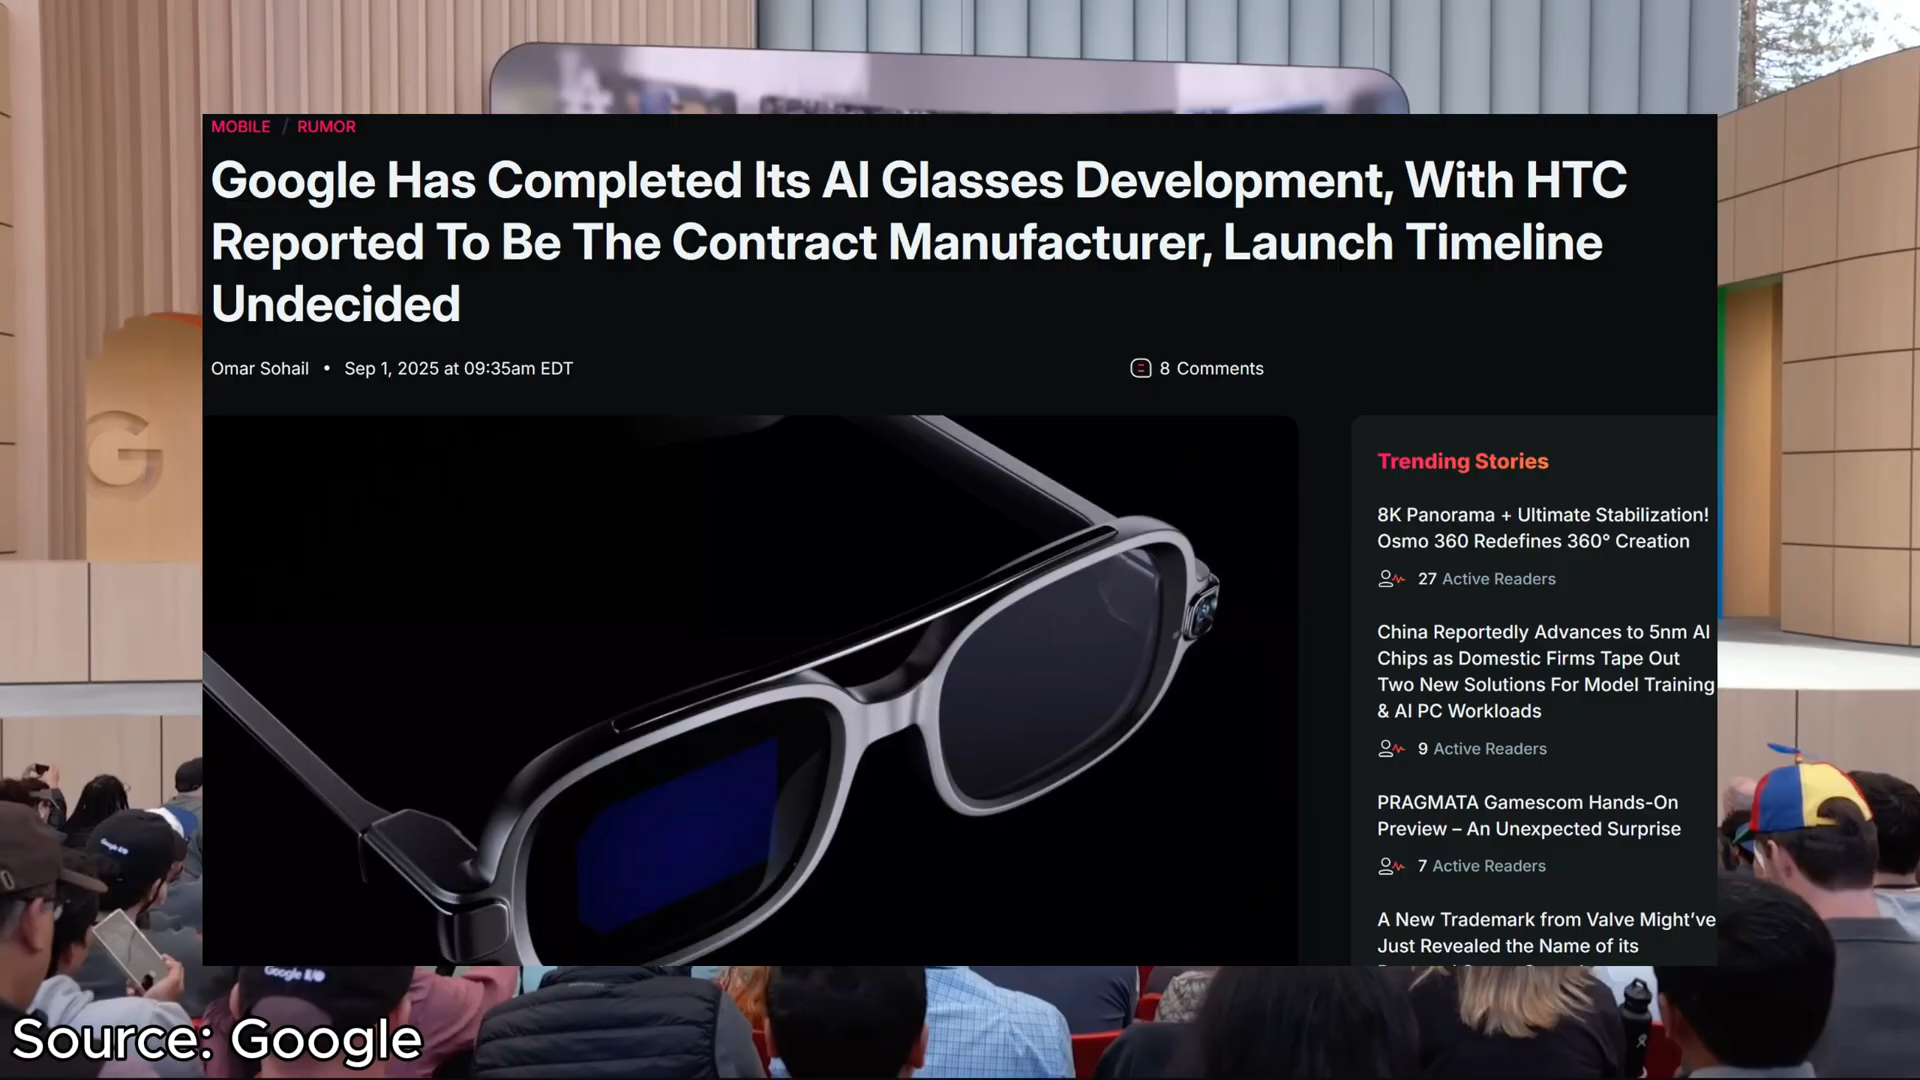 MOBILE / RUMOR
Google Has Completed Its AI Glasses Development, With HTC
Reported To Be The Contract Manufacturer, Launch Timeline
Undecided
Omar Sohail • Sep 1, 2025 at 09:35am EDT
8 Comments
Trending Stories
8K Panorama + Ultimate Stabilization!
Osmo 360 Redefines 360° Creation
27 Active Readers
China Reportedly Advances to 5nm AI
Chips as Domestic Firms Tape Out
Two New Solutions For Model Training
& AI PC Workloads
9 Active Readers
PRAGMATA Gamescom Hands-On
Preview – An Unexpected Surprise
7 Active Readers
A New Trademark from Valve Might've
Just Revealed the Name of its
G
Google I/O
Google I/O
Source: Google